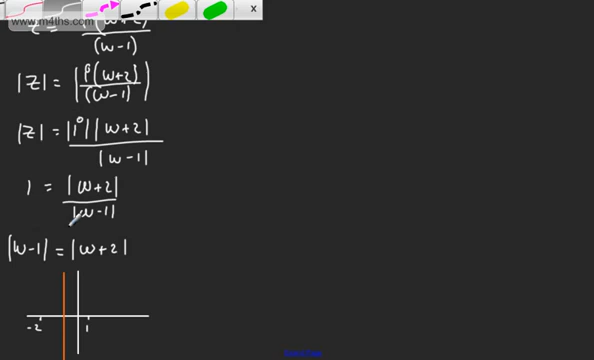 www.m4ths.com x
(w-1)
|Z| = |i(w+2)/(w-1)|
|Z| = |i||w+2|
|w-1|
1 = |w+2|
|w-1|
|w-1| = |w+2|
-2 1